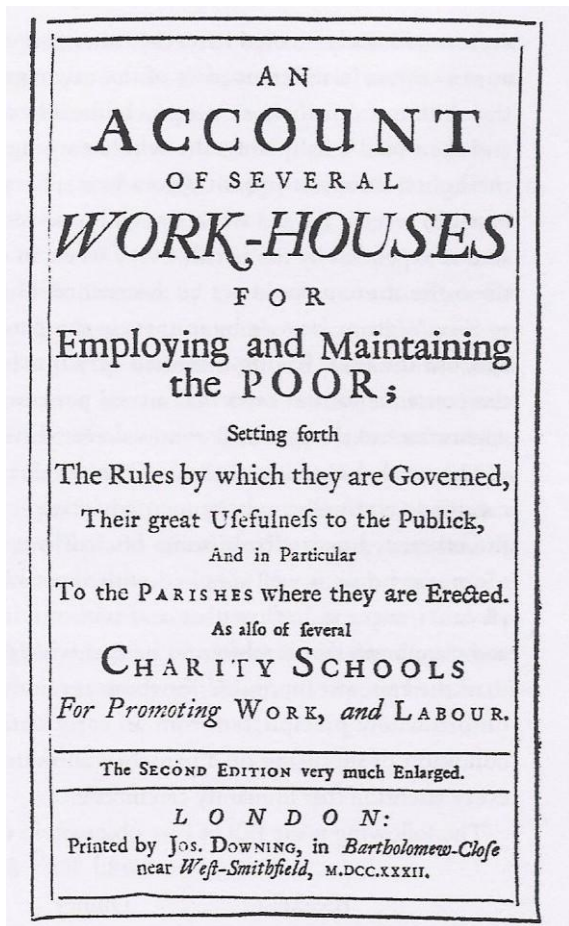 AN
ACCOUNT
OF SEVERAL
WORK-HOUSES
FOR
Employing and Maintaining
the POOR;
Setting forth
The Rules by which they are Governed,
Their great Uſefulneſs to the Publick,
And in Particular
To the PARISHES where they are Erected.
As alſo of ſeveral
CHARITY SCHOOLS
For Promoting WORK, and LABOUR.
The SECOND EDITION very much Enlarged.
LONDON:
Printed by JOS. DOWNING, in Bartholomew-Cloſe
near Weſt-Smithfield, M.DCC.XXXII.